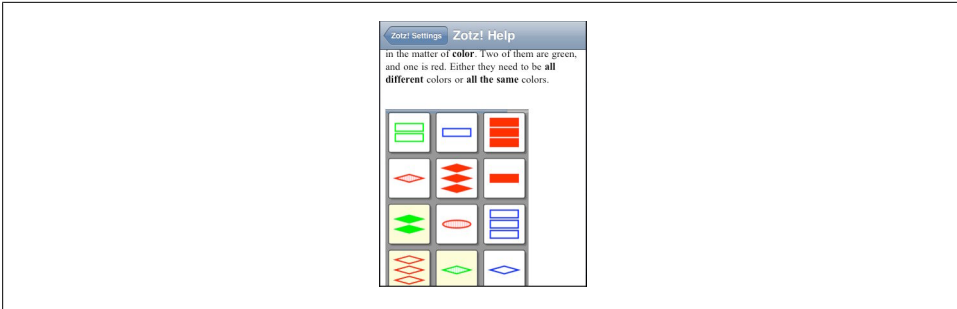 Zotz! Settings Zotz! Help
in the matter of color. Two of them are green,
and one is red. Either they need to be all
different colors or all the same colors.